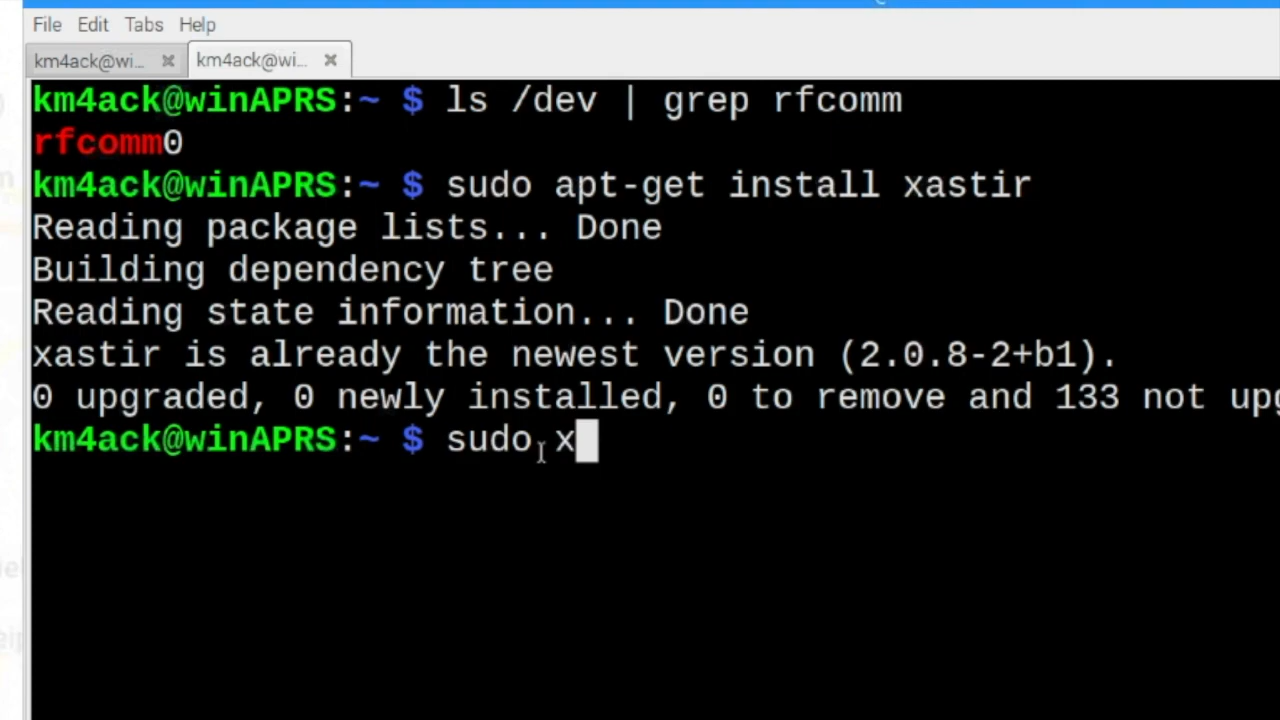 File Edit Tabs Help
km4ack@wi... km4ack@wi...
km4ack@winAPRS:~ $ ls /dev | grep rfcomm
rfcomm0
km4ack@winAPRS:~ $ sudo apt-get install xastir
Reading package lists... Done
Building dependency tree
Reading state information... Done
xastir is already the newest version (2.0.8-2+b1).
0 upgraded, 0 newly installed, 0 to remove and 133 not upg
km4ack@winAPRS:~ $ sudo x